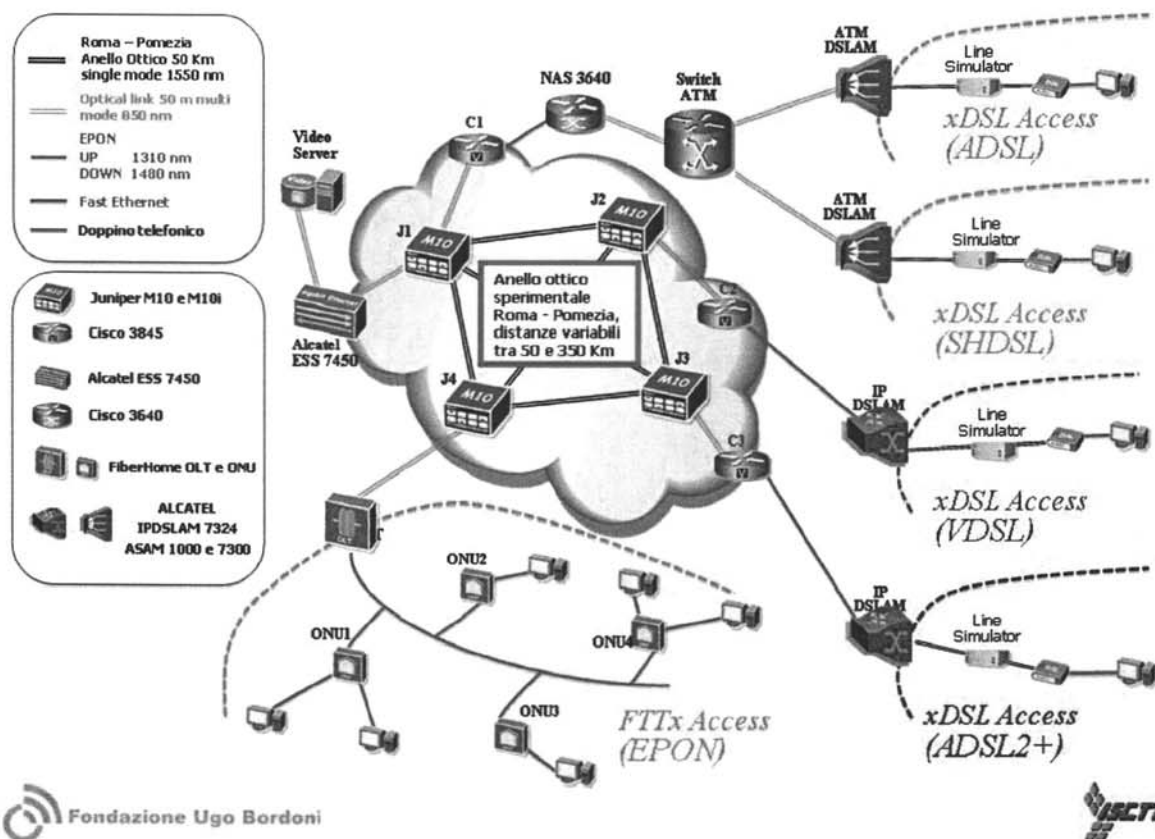 Roma – Pomezia
Anello Ottico 50 Km
single mode 1550 nm
Optical link 50 m multi
mode 850 nm
EPON
UP 1310 nm
DOWN 1480 nm
Fast Ethernet
Doppino telefonico
Juniper M10 e M10i
Cisco 3845
Alcatel ESS 7450
Cisco 3640
FiberHome OLT e ONU
ALCATEL
IPDSLAM 7324
ASAM 1000 e 7300
Video
Server
Alcatel
ESS 7450
C1
NAS 3640
Switch
ATM
J1
M10
J2
M10
J3
M10
J4
M10
Anello ottico
sperimentale
Roma - Pomezia,
distanze variabili
tra 50 e 350 Km
C2
C3
ATM
DSLAM
Line
Simulator
xDSL Access
(ADSL)
ATM
DSLAM
Line
Simulator
xDSL Access
(SHDSL)
IP
DSLAM
Line
Simulator
xDSL Access
(VDSL)
IP
DSLAM
Line
Simulator
xDSL Access
(ADSL2+)
OLT
ONU1
ONU2
ONU3
ONU4
FTTx Access
(EPON)
Fondazione Ugo Bordoni